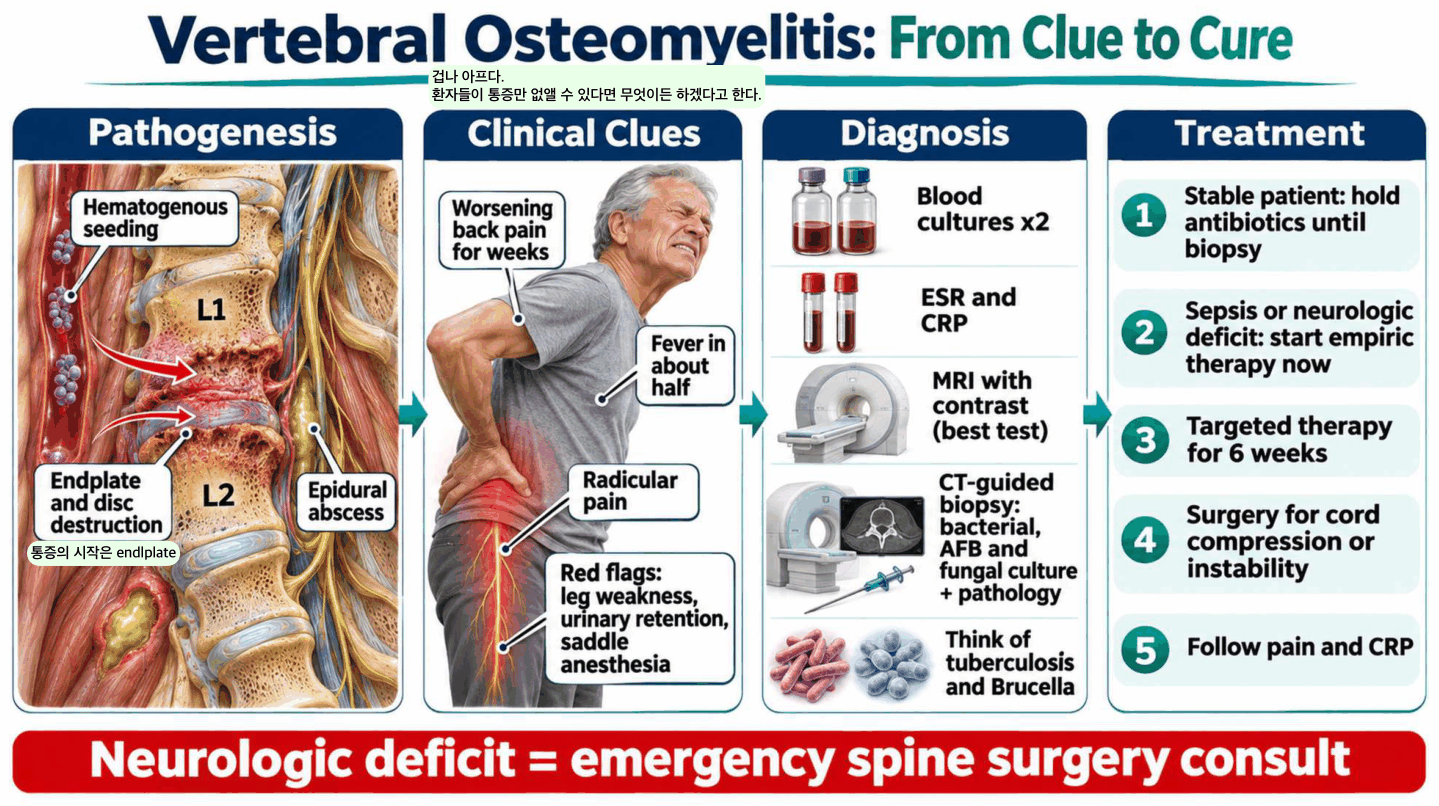 Vertebral Osteomyelitis: From Clue to Cure
겁나 아프다.
환자들이 통증만 없앨 수 있다면 무엇이든 하겠다고 한다.
Pathogenesis
Hematogenous
seeding
L1
Endplate
and disc
destruction
L2
Epidural
abscess
통증의 시작은 endlplate
Clinical Clues
Worsening
back pain
for weeks
Fever in
about
half
Radicular
pain
Red flags:
leg weakness,
urinary retention,
saddle
anesthesia
Diagnosis
Blood
cultures x2
ESR and
CRP
MRI with
contrast
(best test)
CT-guided
biopsy:
bacterial,
AFB and
fungal culture
+ pathology
Think of
tuberculosis
and Brucella
Treatment
1
Stable patient: hold
antibiotics until
biopsy
2
Sepsis or neurologic
deficit: start empiric
therapy now
3
Targeted therapy
for 6 weeks
4
Surgery for cord
compression or
instability
5
Follow pain and CRP
Neurologic deficit = emergency spine surgery consult